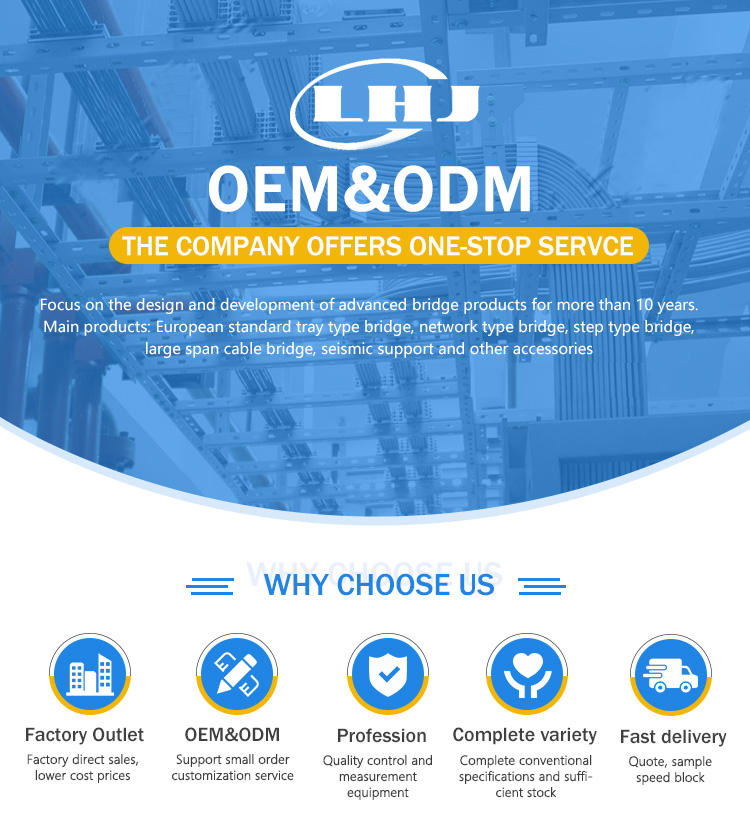 LHJ
OEM&ODM
THE COMPANY OFFERS ONE-STOP SERVCE
Focus on the design and development of advanced bridge products for more than 10 years.
Main products: European standard tray type bridge, network type bridge, step type bridge,
large span cable bridge, seismic support and other accessories
WHY CHOOSE US
WHY CHOOSE US
Factory Outlet
Factory direct sales,
lower cost prices
OEM&ODM
Support small order
customization service
Profession
Quality control and
measurement
equipment
Complete variety
Complete conventional
specifications and suffi-
cient stock
Fast delivery
Quote, sample
speed block